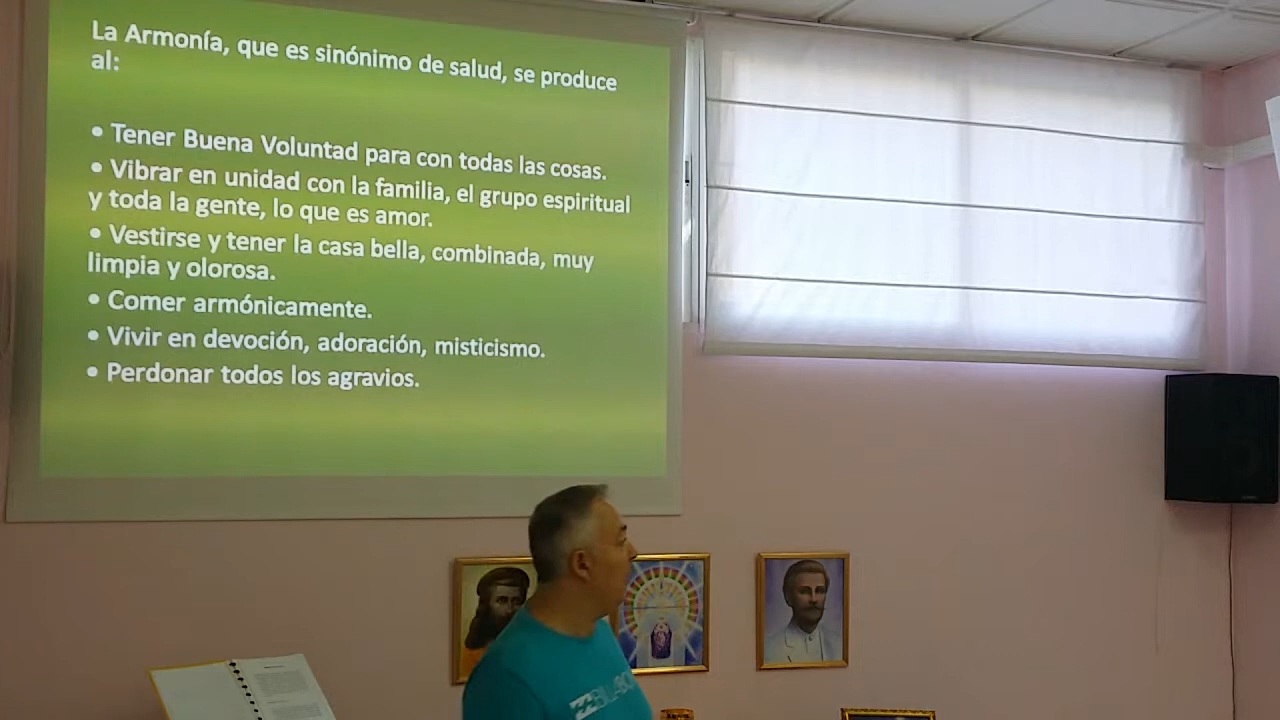 La Armonía, que es sinónimo de salud, se produce
al:
• Tener Buena Voluntad para con todas las cosas.
• Vibrar en unidad con la familia, el grupo espiritual
y toda la gente, lo que es amor.
• Vestirse y tener la casa bella, combinada, muy
limpia y olorosa.
• Comer armónicamente.
• Vivir en devoción, adoración, misticismo.
• Perdonar todos los agravios.